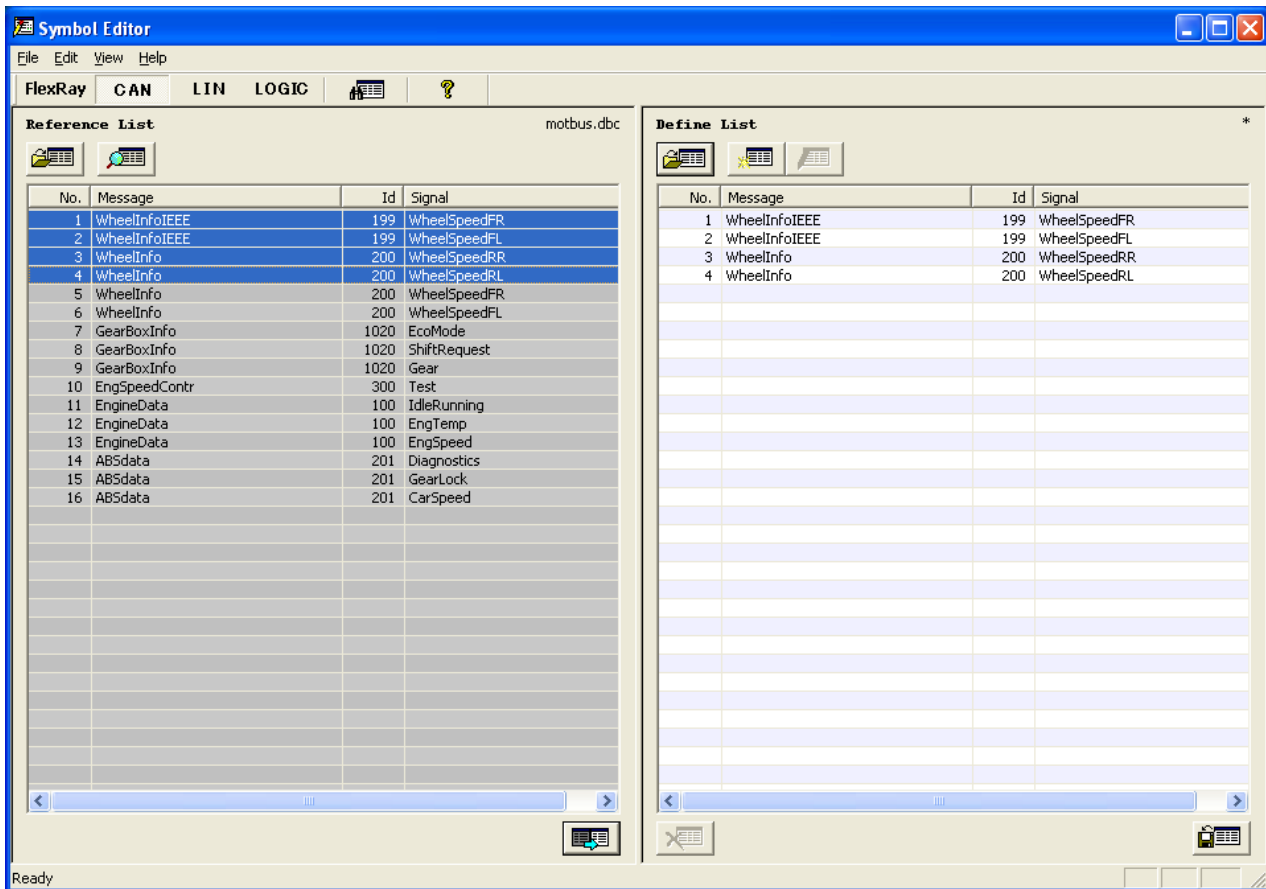 Symbol Editor
File Edit View Help
FlexRay CAN LIN LOGIC ?
Reference List motbus.dbc
No. Message Id Signal
1 WheelInfoIEEE 199 WheelSpeedFR
2 WheelInfoIEEE 199 WheelSpeedFL
3 WheelInfo 200 WheelSpeedRR
4 WheelInfo 200 WheelSpeedRL
5 WheelInfo 200 WheelSpeedFR
6 WheelInfo 200 WheelSpeedFL
7 GearBoxInfo 1020 EcoMode
8 GearBoxInfo 1020 ShiftRequest
9 GearBoxInfo 1020 Gear
10 EngSpeedContr 300 Test
11 EngineData 100 IdleRunning
12 EngineData 100 EngTemp
13 EngineData 100 EngSpeed
14 ABSdata 201 Diagnostics
15 ABSdata 201 GearLock
16 ABSdata 201 CarSpeed
Define List *
No. Message Id Signal
1 WheelInfoIEEE 199 WheelSpeedFR
2 WheelInfoIEEE 199 WheelSpeedFL
3 WheelInfo 200 WheelSpeedRR
4 WheelInfo 200 WheelSpeedRL
Ready